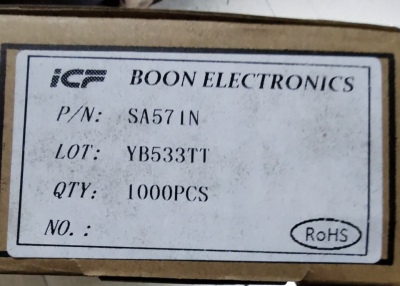 iCF BOON ELECTRONICS
P/N: SA571N
LOT: YB533TT
QTY: 1000PCS
NO.:
RoHS